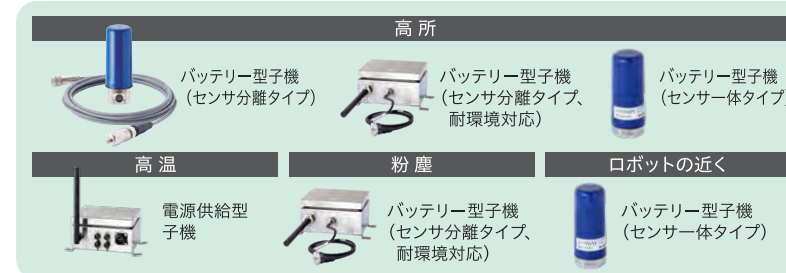 高所
バッテリー型子機
（センサ分離タイプ）
バッテリー型子機
（センサ分離タイプ、
耐環境対応）
バッテリー型子機
（センサ一体タイプ）
高温
電源供給型
子機
粉塵
バッテリー型子機
（センサ分離タイプ、
耐環境対応）
ロボットの近く
バッテリー型子機
（センサ一体タイプ）